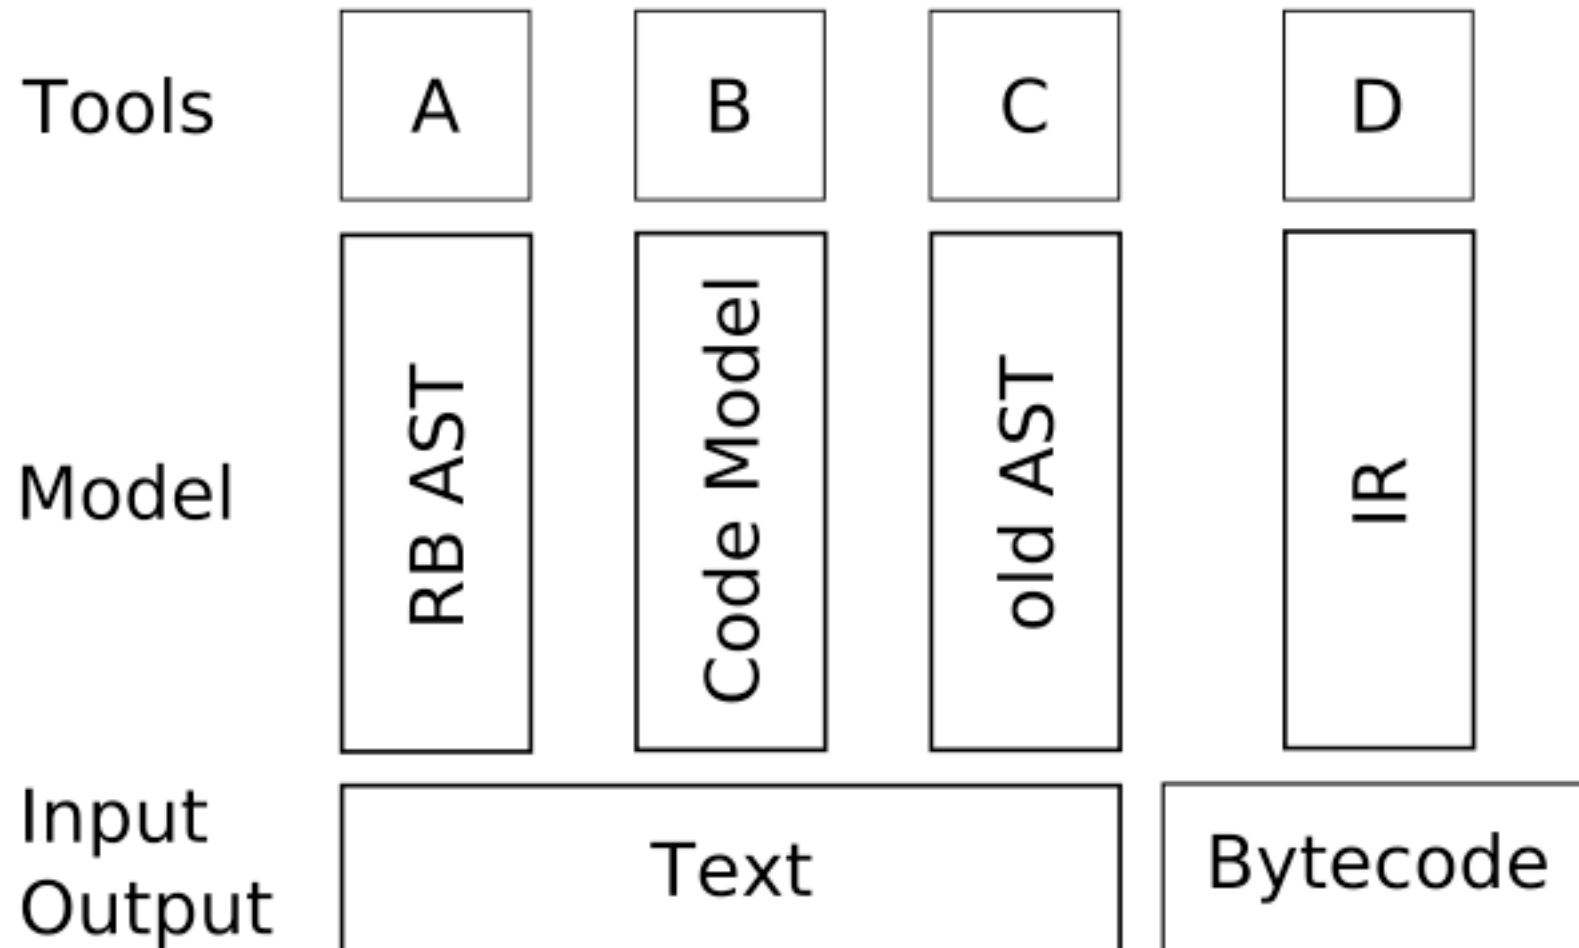 Tools
A
B
C
D
Model
RB AST
Code Model
old AST
IR
Input
Output
Text
Bytecode